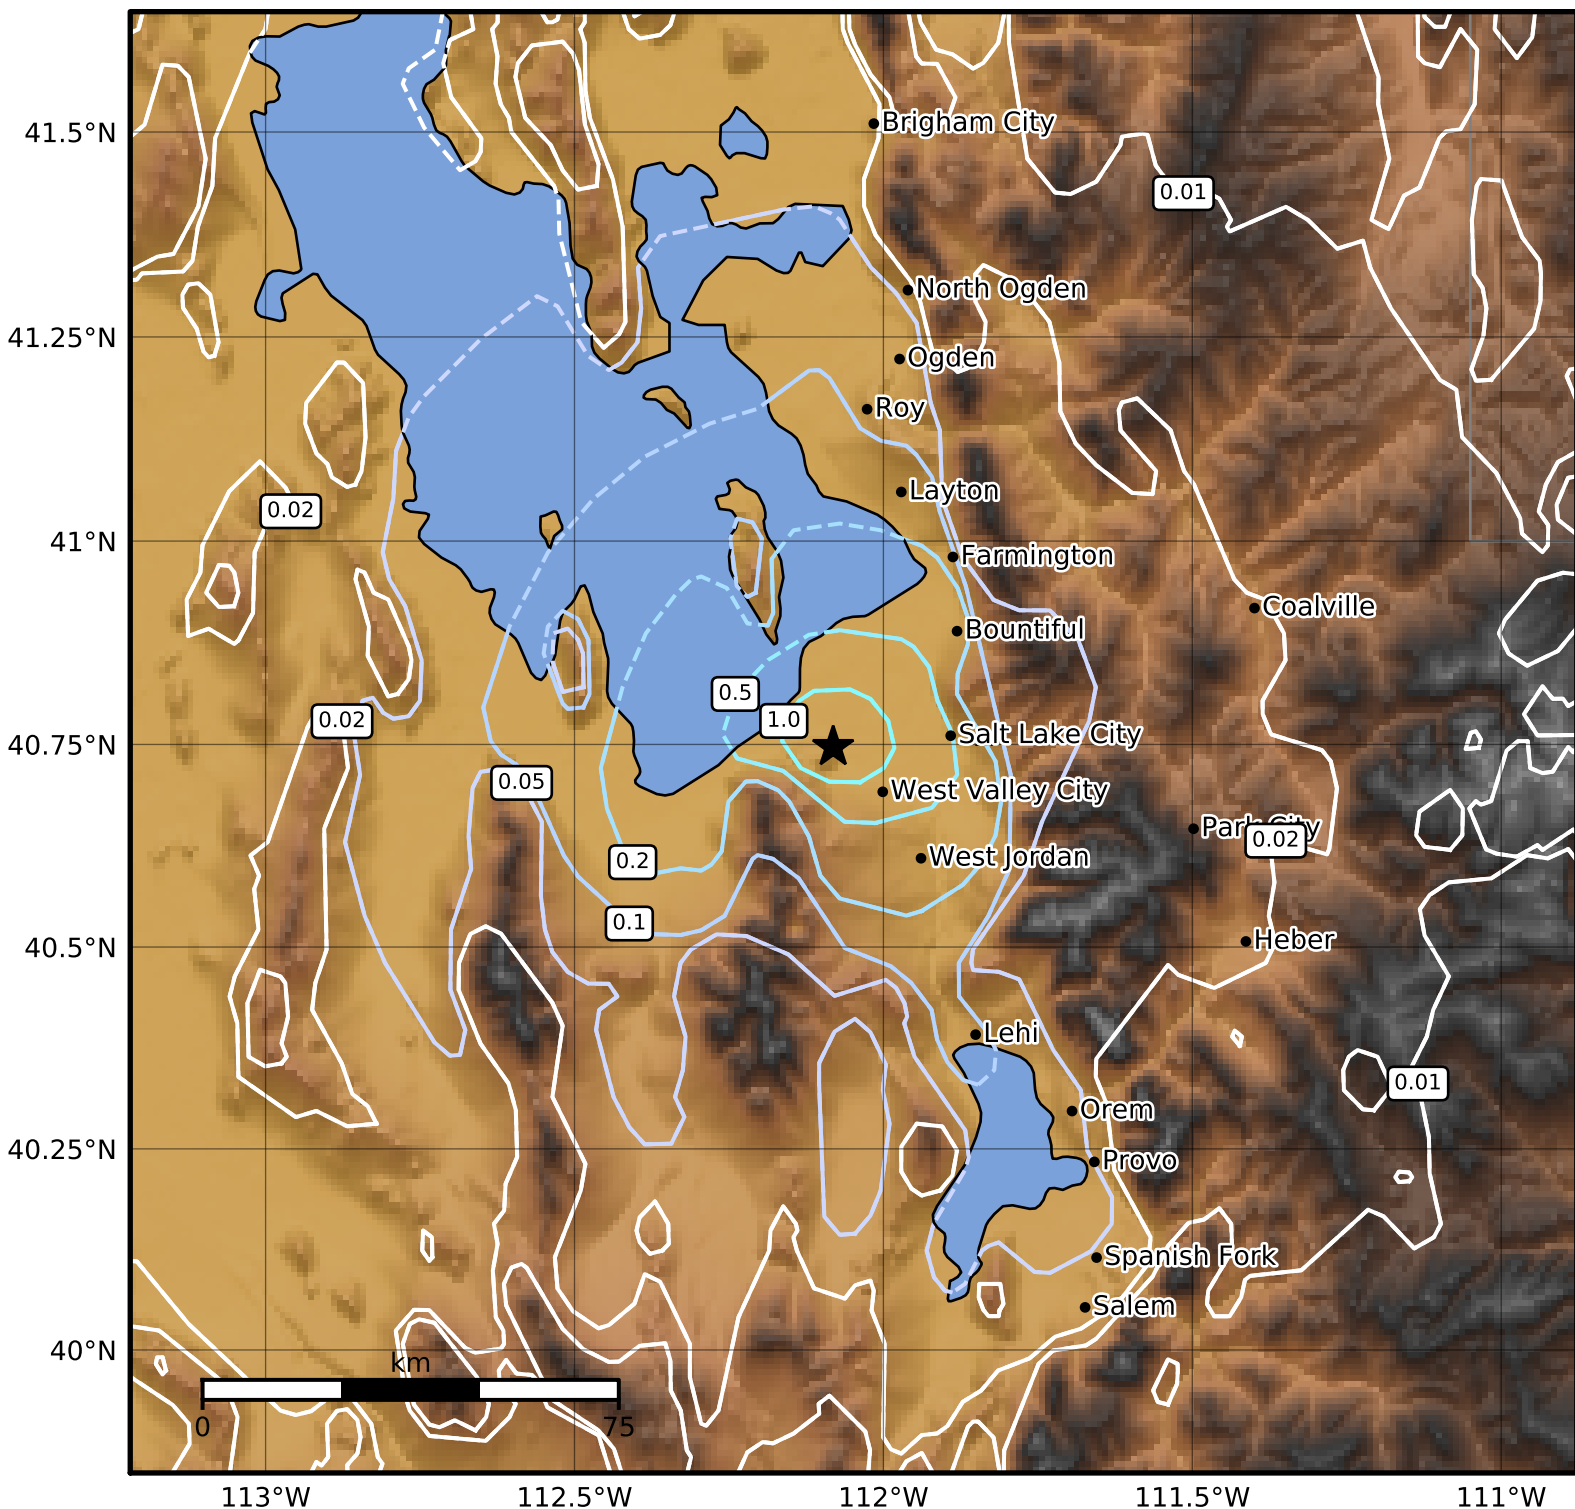 41.5°N
Brigham City
0.01
North Ogden
41.25°N
Ogden
Roy
Layton
0.02
41°N
Farmington
Coalville
Bountiful
0.5
0.02
1.0
Salt Lake City
40.75°N
0.05
West Valley City
Park City
0.02
0.2
West Jordan
0.1
40.5°N
Heber
Lehi
0.01
Orem
40.25°N
Provo
Spanish Fork
Salem
40°N
km
0
75
113°W
112.5°W
112°W
111.5°W
111°W